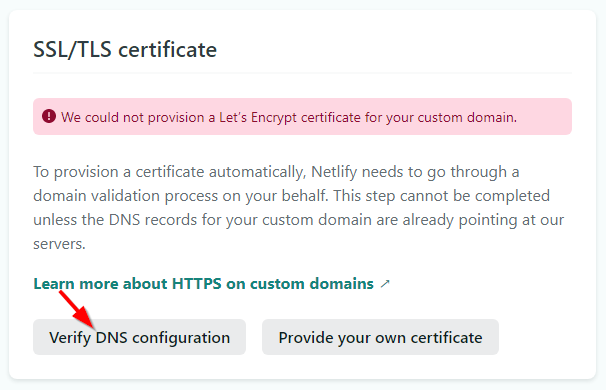 SSL/TLS certificate
We could not provision a Let's Encrypt certificate for your custom domain.
To provision a certificate automatically, Netlify needs to go through a
domain validation process on your behalf. This step cannot be completed
unless the DNS records for your custom domain are already pointing at our
servers.
Learn more about HTTPS on custom domains ↗
Verify DNS configuration
Provide your own certificate